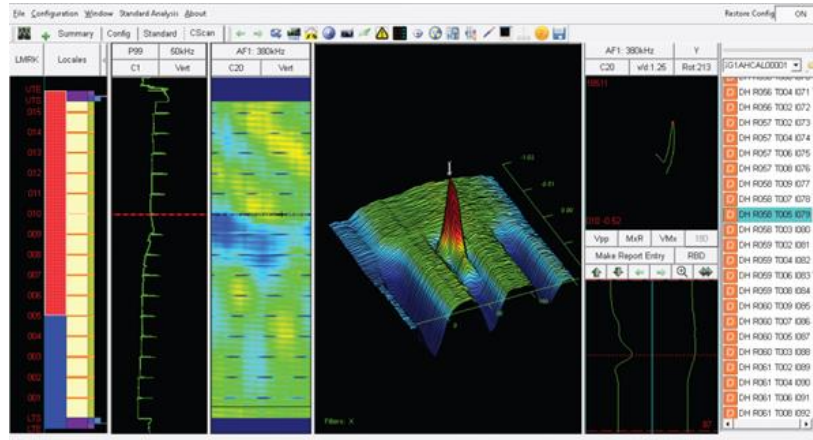 File Configuration Window Standard Analysis About
Restore Config ON
Summary Config Standard CScan
LMRK Locales
P99 50kHz
C1 Vert
AF1: 380kHz
C20 Vert
AF1: 380kHz Y
C20 v/d:1.25 Rot:213
UTE
UTS
015
014
013
012
011
010
009
008
007
006
005
004
003
002
001
LTS
LTE
Filters: X
010 -0.52
Vpp MxR VMx 180
Make Report Entry RBD
87
DH R056 T004 I071
DH R056 T002 I072
DH R057 T002 I073
DH R057 T004 I074
DH R057 T006 I075
DH R057 T008 I076
DH R058 T009 I077
DH R058 T007 I078
DH R058 T005 I079
DH R058 T003 I080
DH R059 T002 I081
DH R059 T004 I082
DH R059 T006 I083
DH R059 T008 I084
DH R060 T009 I085
DH R060 T007 I086
DH R060 T005 I087
DH R060 T003 I088
DH R061 T002 I089
DH R061 T004 I090
DH R061 T006 I091
DH R061 T008 I092